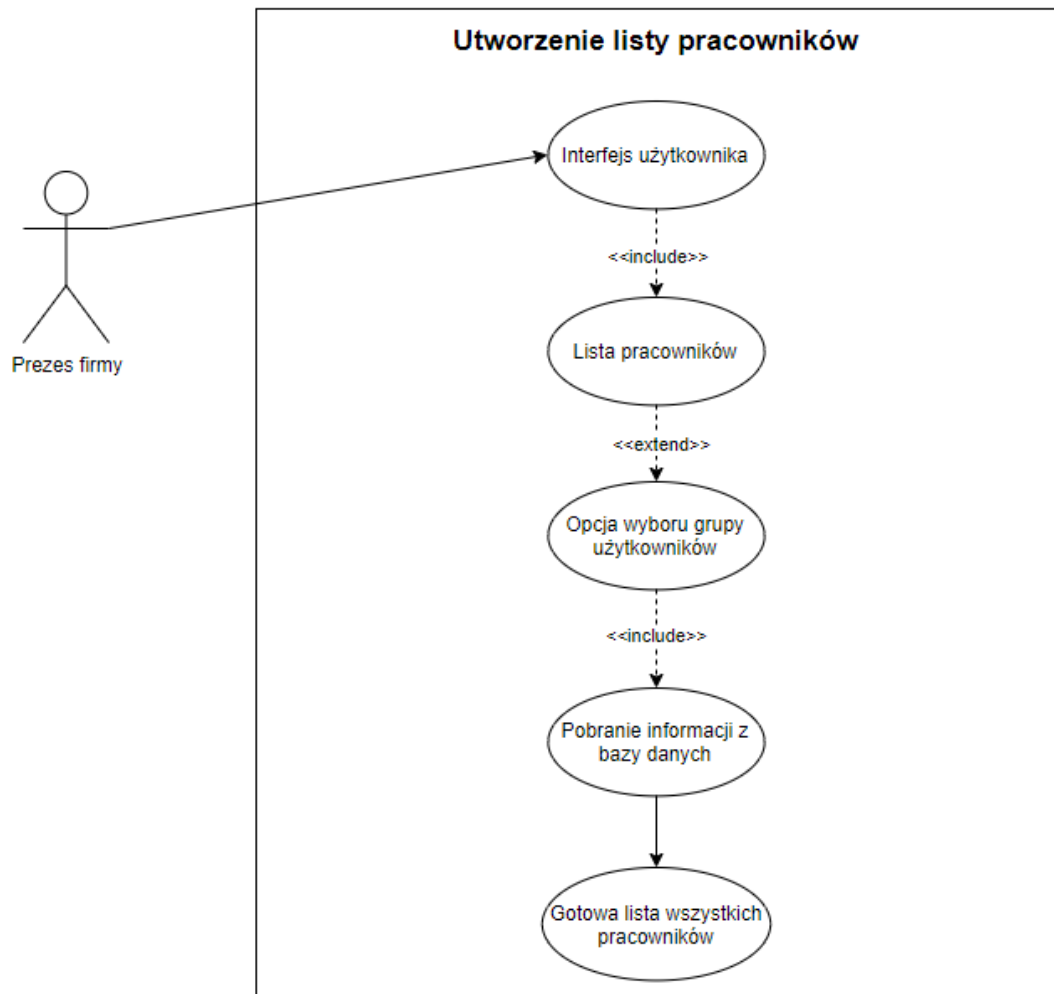 Utworzenie listy pracowników
Interfejs użytkownika
<<include>>
Lista pracowników
Prezes firmy
<<extend>>
Opcja wyboru grupy
użytkowników
<<include>>
Pobranie informacji z
bazy danych
Gotowa lista wszystkich
pracowników